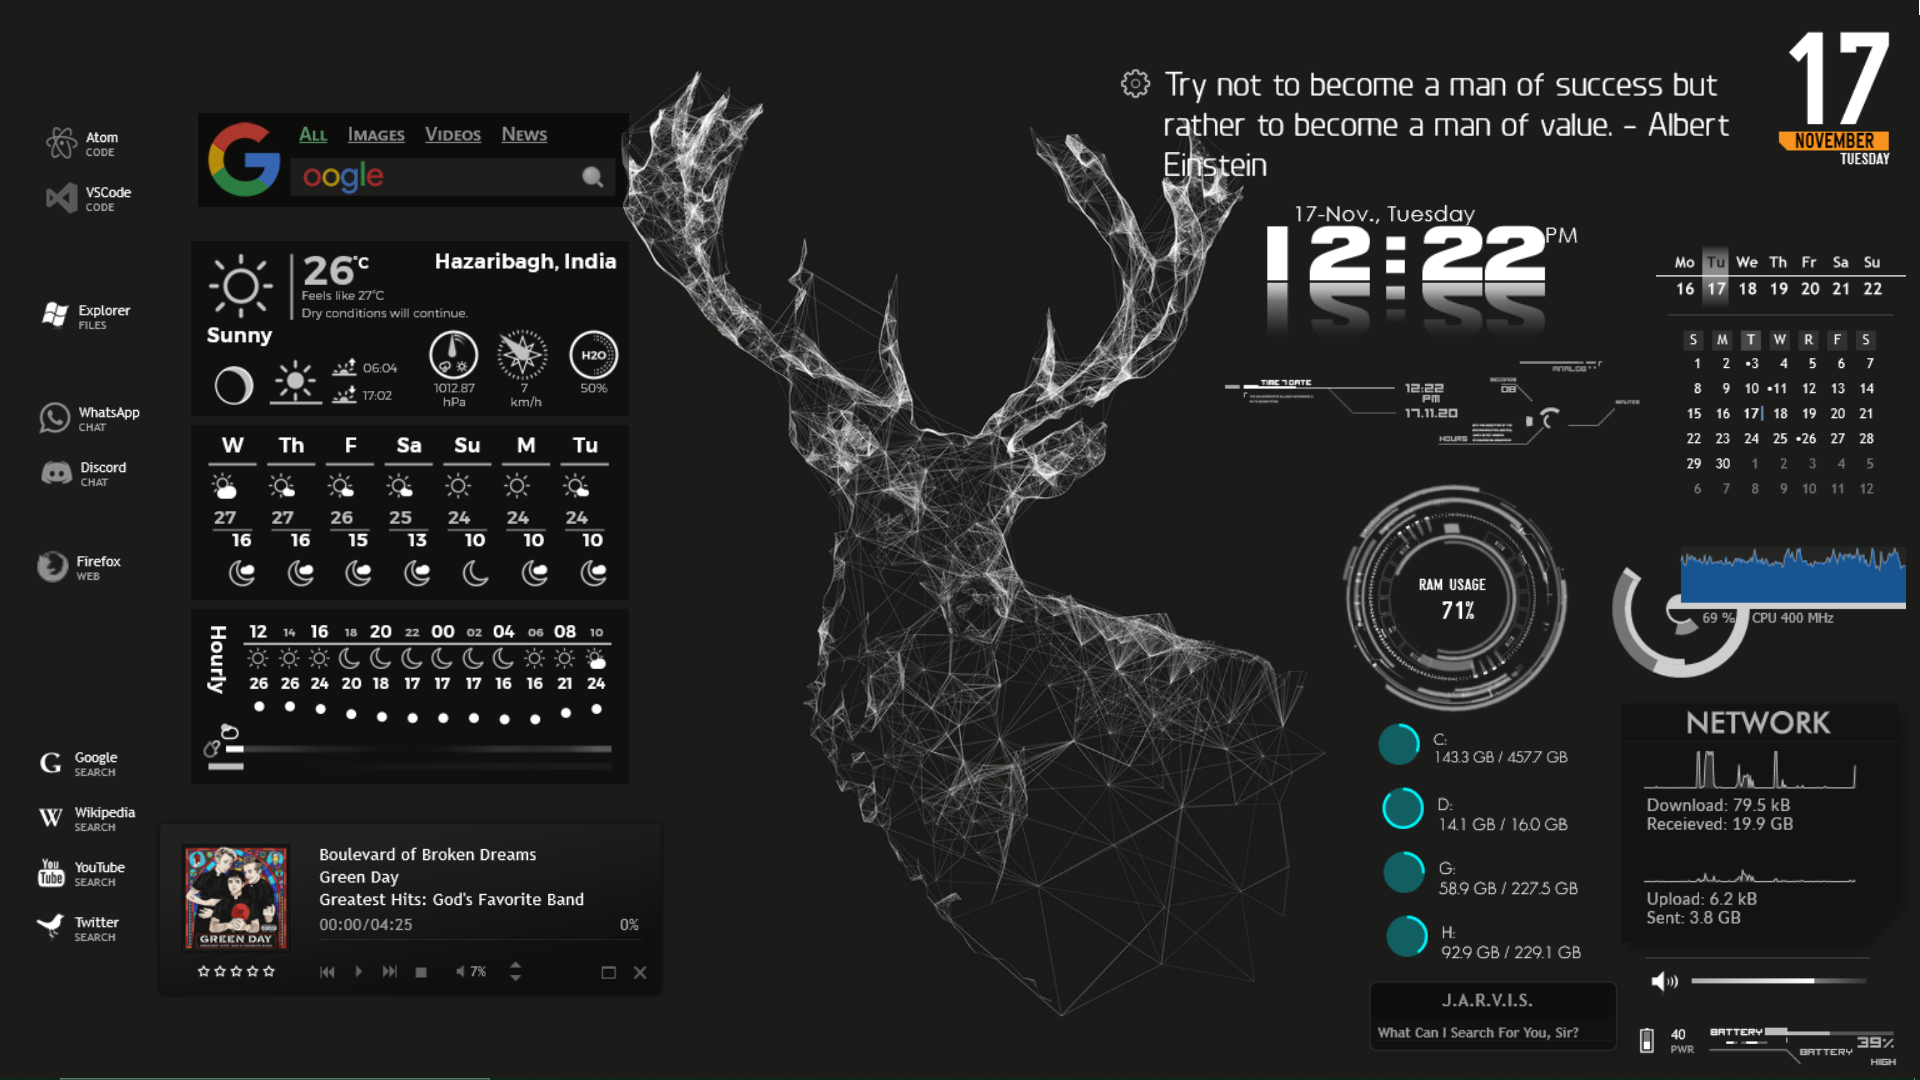 Atom
CODE
VSCode
CODE
Explorer
FILES
WhatsApp
CHAT
Discord
CHAT
Firefox
WEB
Google
SEARCH
W Wikipedia
SEARCH
You Tube YouTube
SEARCH
Twitter
SEARCH
ALL IMAGES VIDEOS NEWS
G oogle
26°C
Hazaribagh, India
Feels like 27°C
Dry conditions will continue.
Sunny
06:04
17:02
1012.87
hPa
7
km/h
H2O
50%
W Th F Sa Su M Tu
27 27 26 25 24 24 24
16 16 15 13 10 10 10
Hourly
12 14 16 18 20 22 00 02 04 06 08 10
26 26 24 20 18 17 17 17 16 16 21 24
GREEN DAY
Boulevard of Broken Dreams
Green Day
Greatest Hits: God's Favorite Band
00:00/04:25 0%
7%
Try not to become a man of success but
rather to become a man of value. - Albert
Einstein
17
NOVEMBER
TUESDAY
17-Nov., Tuesday
12:22 PM
Mo Tu We Th Fr Sa Su
16 17 18 19 20 21 22
S M T W R F S
1 2 •3 4 5 6 7
8 9 10 •11 12 13 14
15 16 17 18 19 20 21
22 23 24 25 •26 27 28
29 30 1 2 3 4 5
6 7 8 9 10 11 12
TIME 7 DATE
12:22
PM
17.11.20
ANALOG
SECONDS
08
MINUTES
HOURS
RAM USAGE
71%
69 % CPU 400 MHz
C:
143.3 GB / 457.7 GB
D:
14.1 GB / 16.0 GB
G:
58.9 GB / 227.5 GB
H:
92.9 GB / 229.1 GB
NETWORK
Download: 79.5 kB
Receieved: 19.9 GB
Upload: 6.2 kB
Sent: 3.8 GB
J.A.R.V.I.S.
What Can I Search For You, Sir?
40
PWR
BATTERY
BATTERY 39%
HIGH